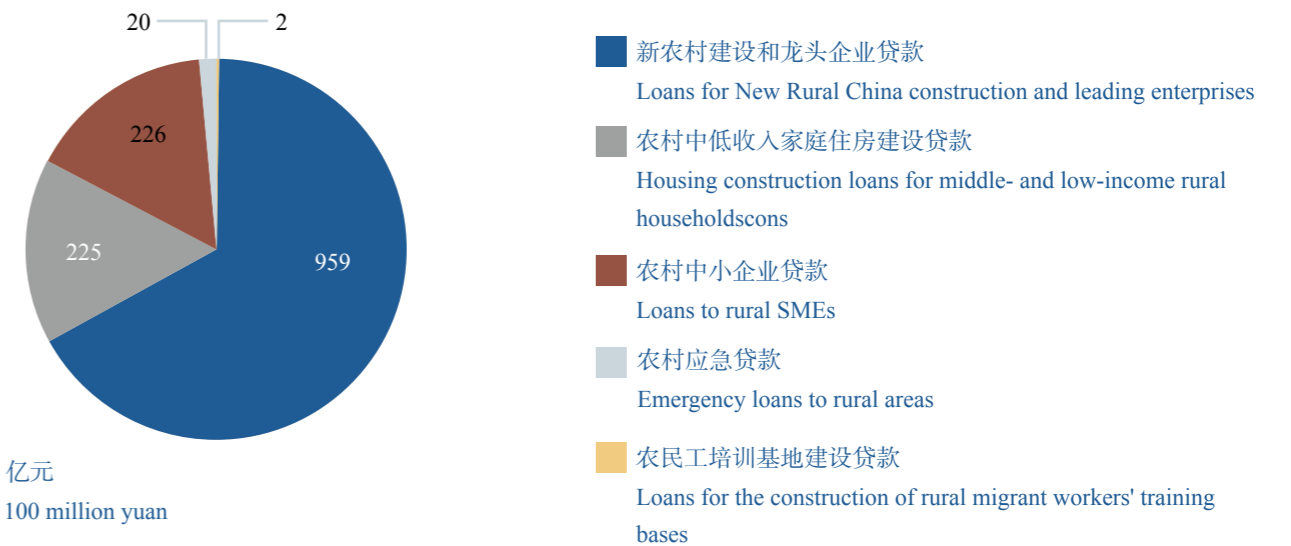 20
2
226
225
959
亿元
100 million yuan
新农村建设和龙头企业贷款
Loans for New Rural China construction and leading enterprises
农村中低收入家庭住房建设贷款
Housing construction loans for middle- and low-income rural
householdscons
农村中小企业贷款
Loans to rural SMEs
农村应急贷款
Emergency loans to rural areas
农民工培训基地建设贷款
Loans for the construction of rural migrant workers' training
bases